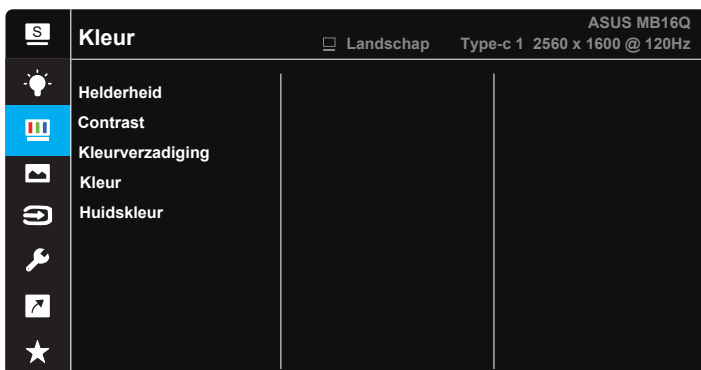 S
Kleur
ASUS MB16Q
Landschap Type-c 1 2560 x 1600 @ 120Hz
Helderheid
Contrast
Kleurverzadiging
Kleur
Huidskleur